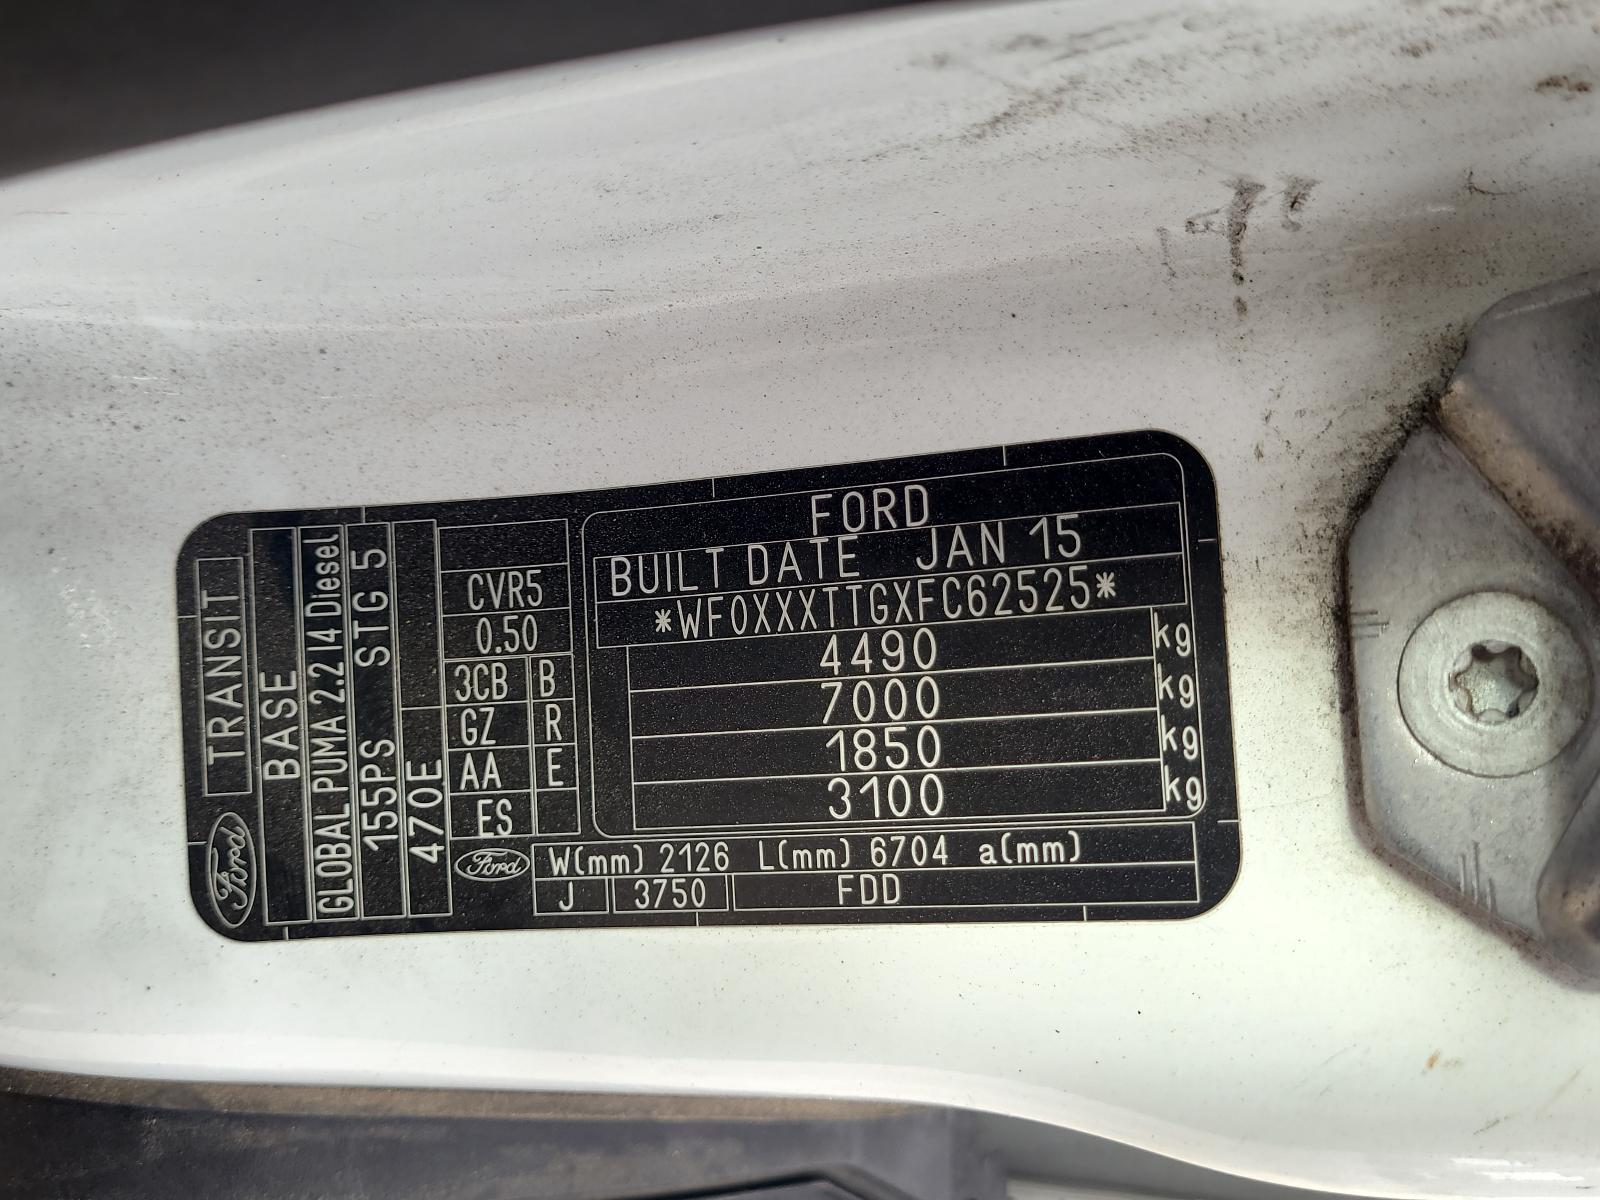 TRANSIT
BASE
GLOBAL PUMA 2.2 I4 Diesel
155PS STG 5
470E
Ford
CVR5
0.50
3CB B
GZ R
AA E
ES
FORD
BUILT DATE JAN 15
*WF0XXXTTGXFC62525*
4490 kg
7000 kg
1850 kg
3100 kg
Ford
W(mm) 2126 L(mm) 6704 a(mm)
J 3750 FDD